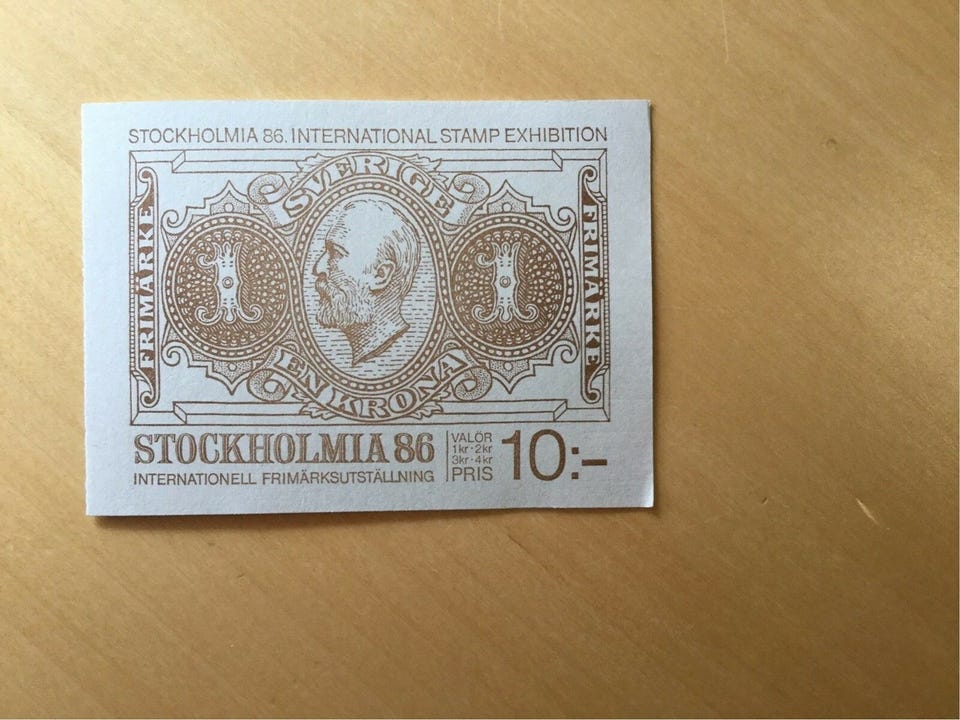 STOCKHOLMIA 86. INTERNATIONAL STAMP EXHIBITION
SVERIGE
FRIMÄRKE
1
1
FRIMÄRKE
EN KRONA
STOCKHOLMIA 86
INTERNATIONELL FRIMÄRKSUTSTÄLLNING
VALÖR
1kr·2kr
3kr·4kr
PRIS
10:-